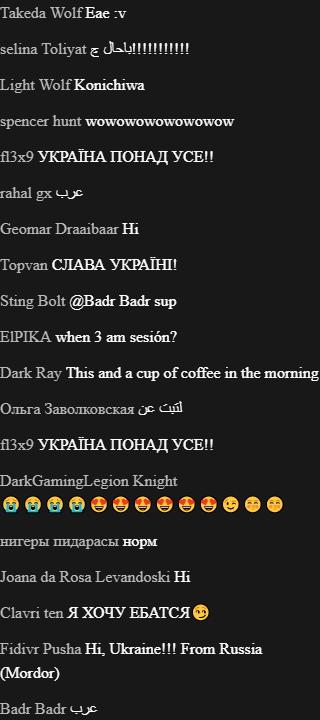 Takeda Wolf Eae :v
selina Toliyat باحال ج!!!!!!!!!!!
Light Wolf Konichiwa
spencer hunt wowowowowowowow
fl3x9 УКРАЇНА ПОНАД УСЕ!!
rahal gx عرب
Geomar Draaibaar Hi
Topvan СЛАВА УКРАЇНІ!
Sting Bolt @Badr Badr sup
ElPIKA when 3 am sesión?
Dark Ray This and a cup of coffee in the morning
Ольга Заволковская عن
fl3x9 УКРАЇНА ПОНАД УСЕ!!
DarkGamingLegion Knight
😭😭😭😭😍😍😍😍😍😍😉😁😁
нигеры пидарасы норм
Joana da Rosa Levandoski Hi
Clavri ten Я ХОЧУ ЕБАТСЯ 😏
Fidivr Pusha Hi, Ukraine!!! From Russia
(Mordor)
Badr Badr عرب